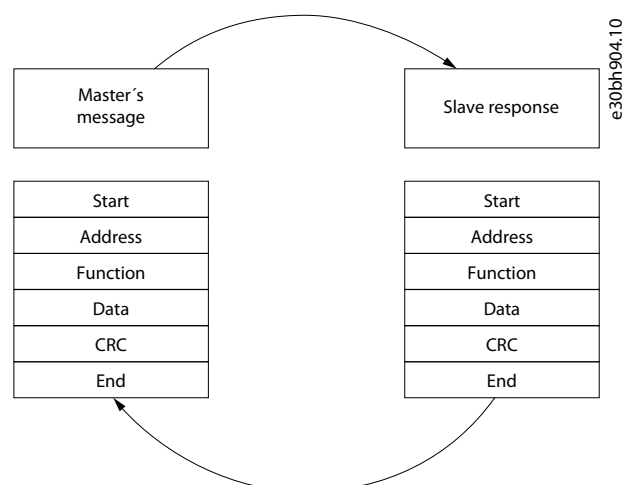 Master´s
message
Slave response
e30bh904.10
Start
Address
Function
Data
CRC
End
Start
Address
Function
Data
CRC
End